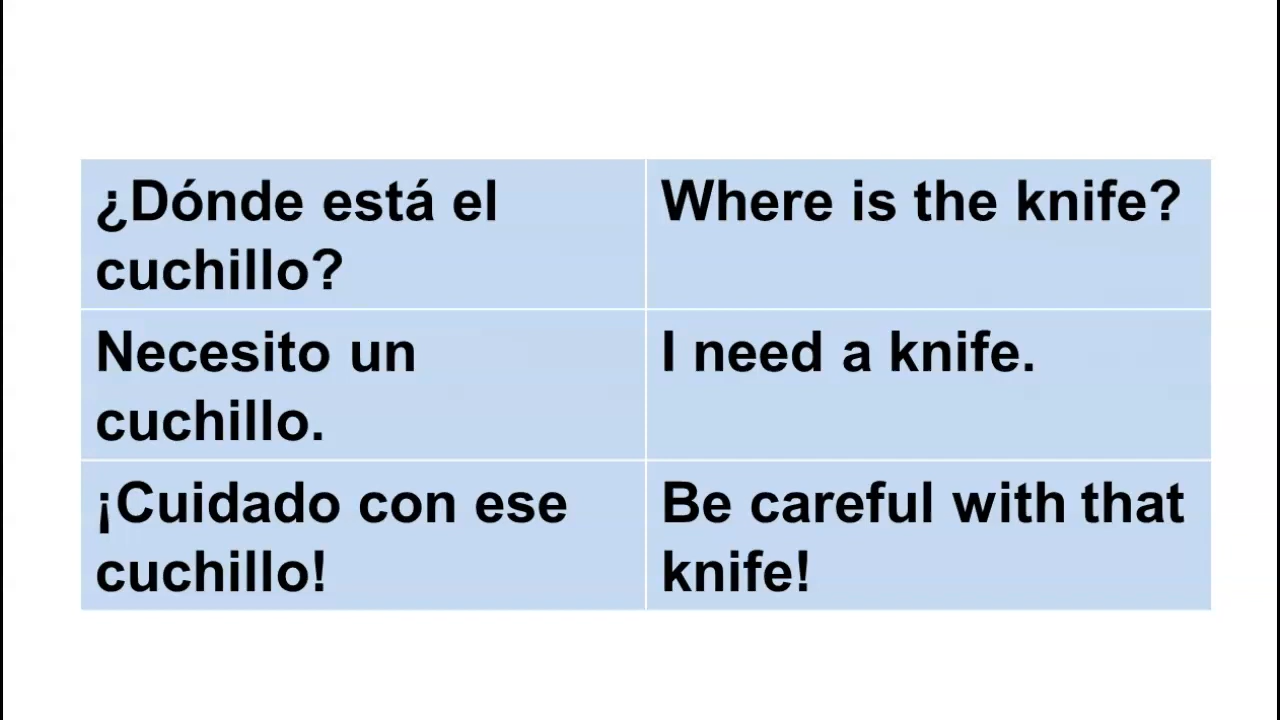 ¿Dónde está el
cuchillo?
Where is the knife?
Necesito un
cuchillo.
I need a knife.
¡Cuidado con ese
cuchillo!
Be careful with that
knife!